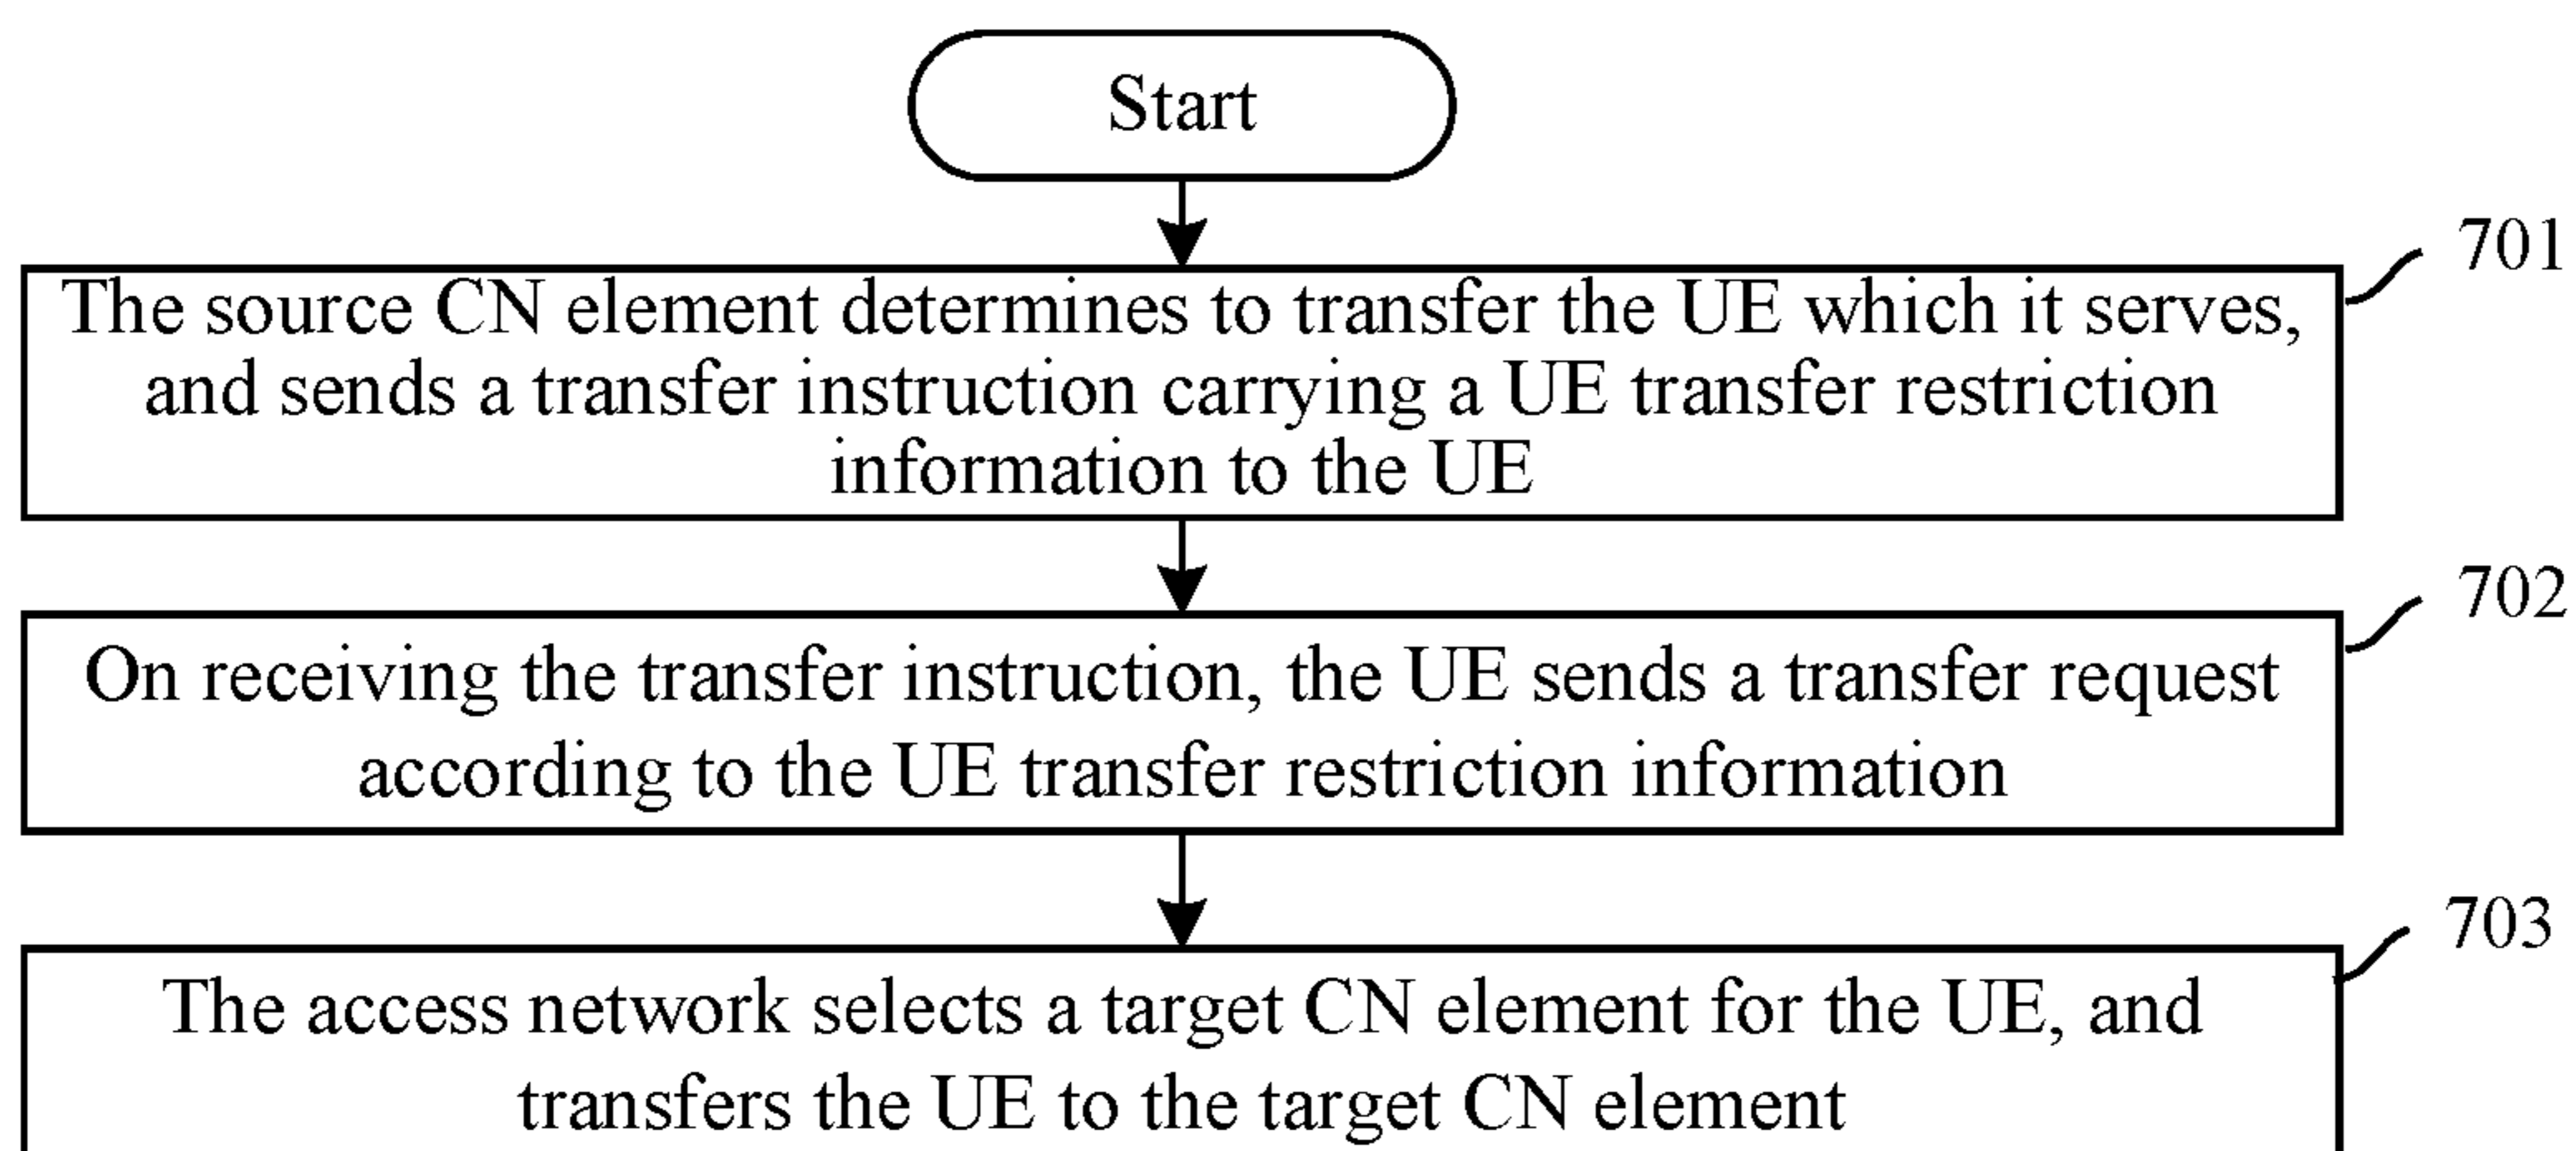 Start
701
The source CN element determines to transfer the UE which it serves,
and sends a transfer instruction carrying a UE transfer restriction
information to the UE
702
On receiving the transfer instruction, the UE sends a transfer request
according to the UE transfer restriction information
703
The access network selects a target CN element for the UE, and
transfers the UE to the target CN element